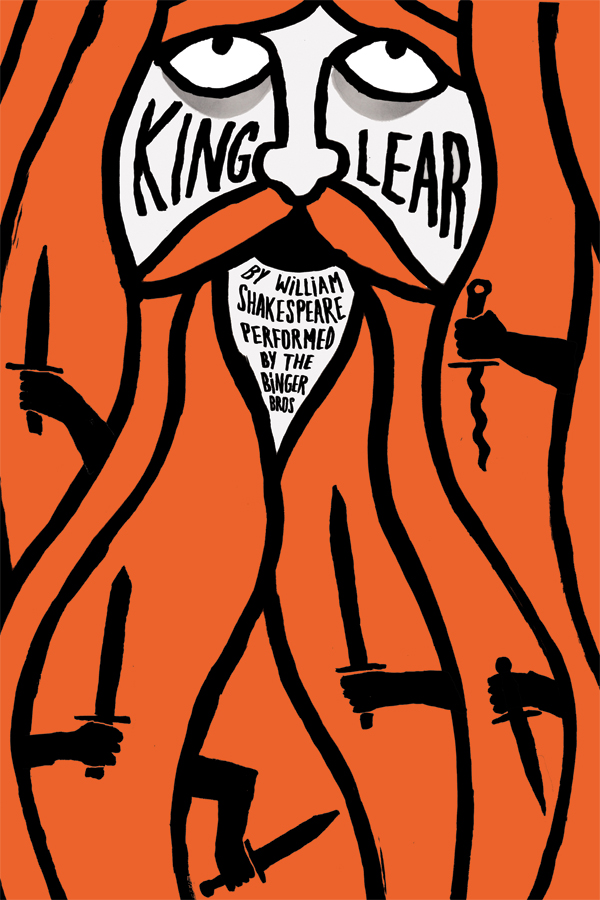 KING LEAR
BY WILLIAM
SHAKESPEARE
PERFORMED
BY THE
BiNGER
BROS